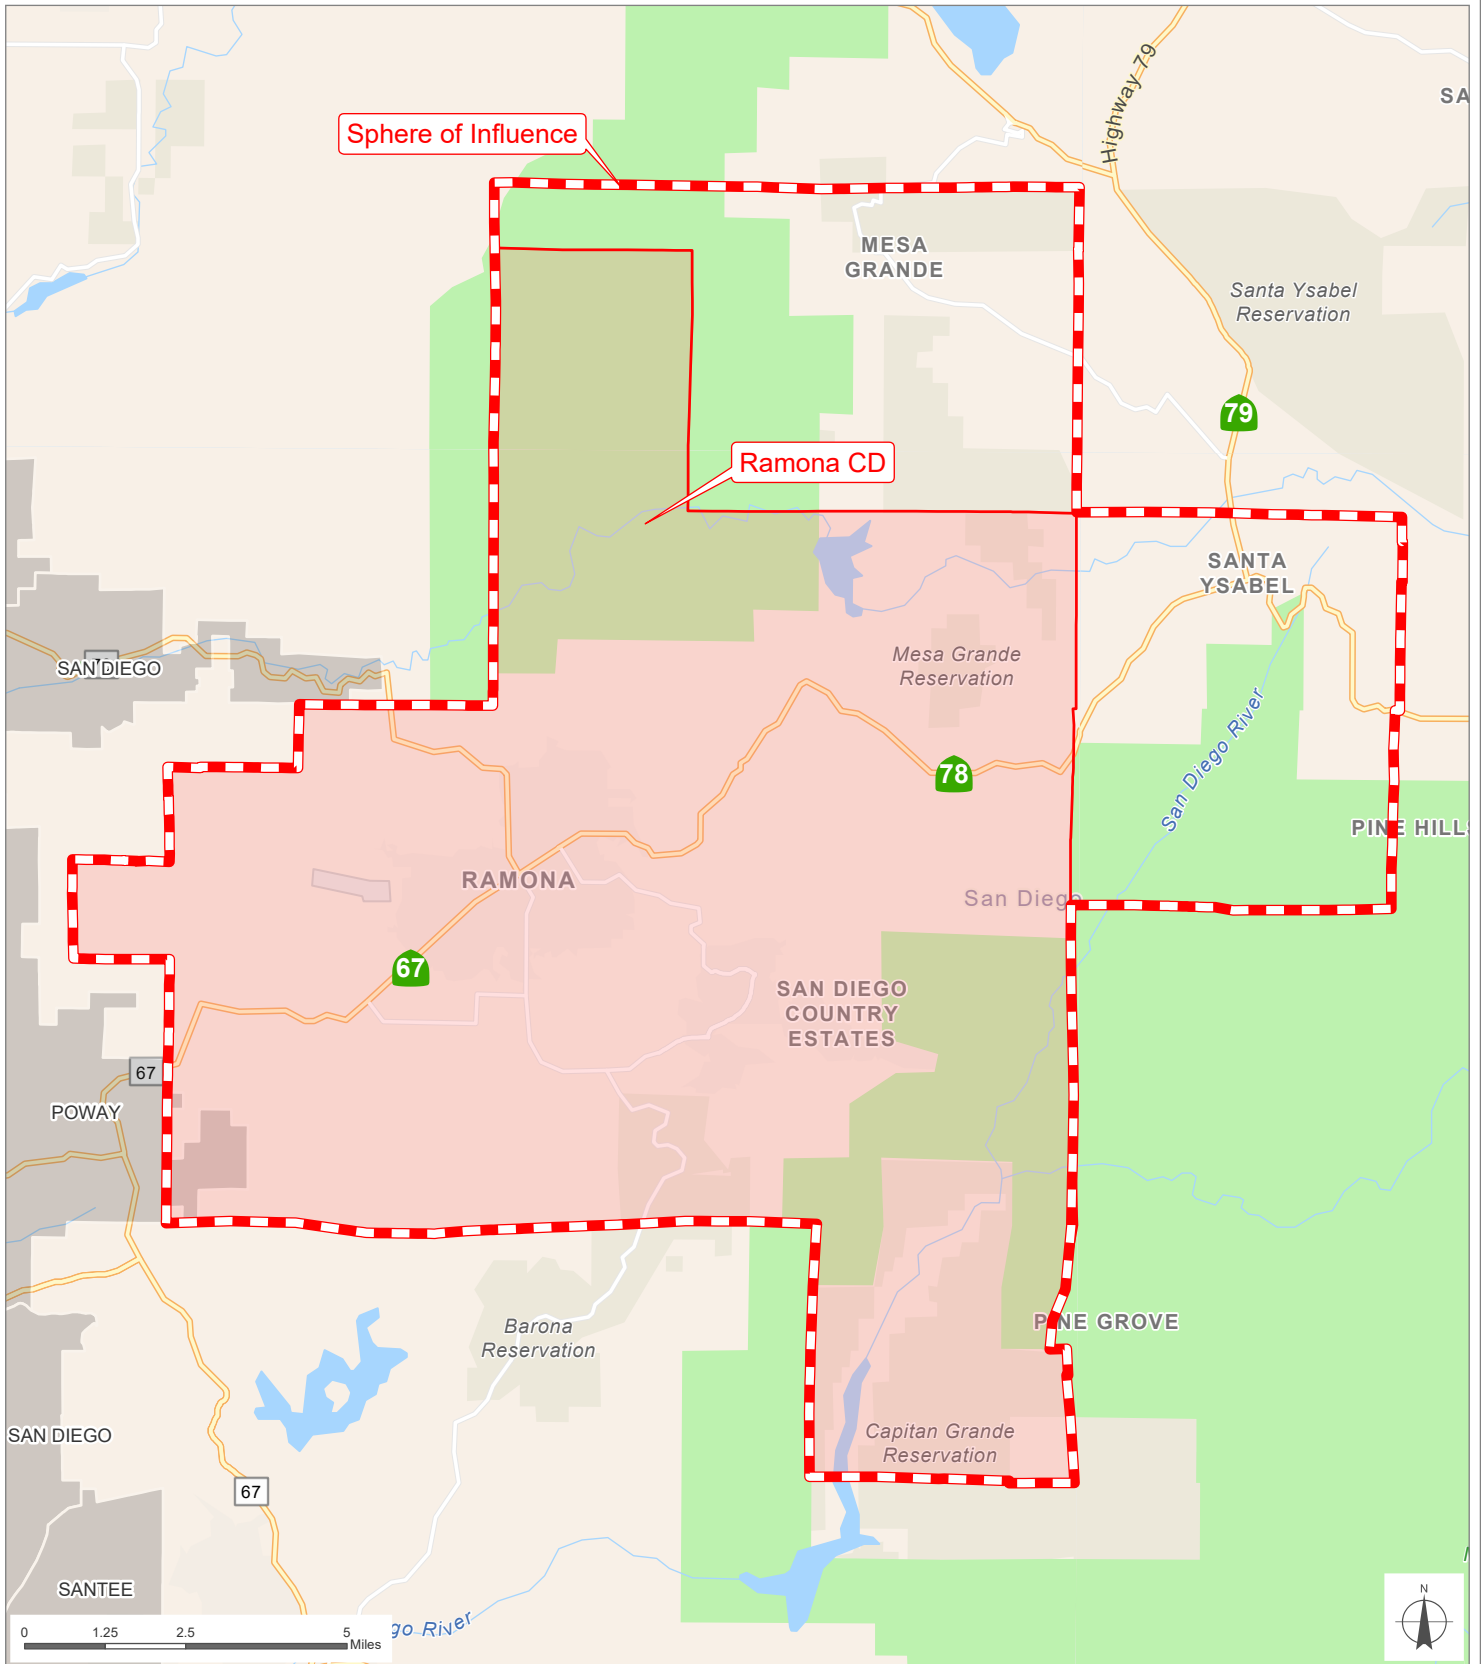 Highway 79
SA
Sphere of Influence
MESA
GRANDE
Santa Ysabel
Reservation
79
Ramona CD
SANTA
YSABEL
SAN DIEGO
Mesa Grande
Reservation
San Diego River
78
PINE HILLS
RAMONA
San Diego
67
SAN DIEGO
COUNTRY
ESTATES
67
POWAY
PINE GROVE
Barona
Reservation
Capitan Grande
Reservation
SAN DIEGO
67
SANTEE
go River
N
0 1.25 2.5 5
Miles